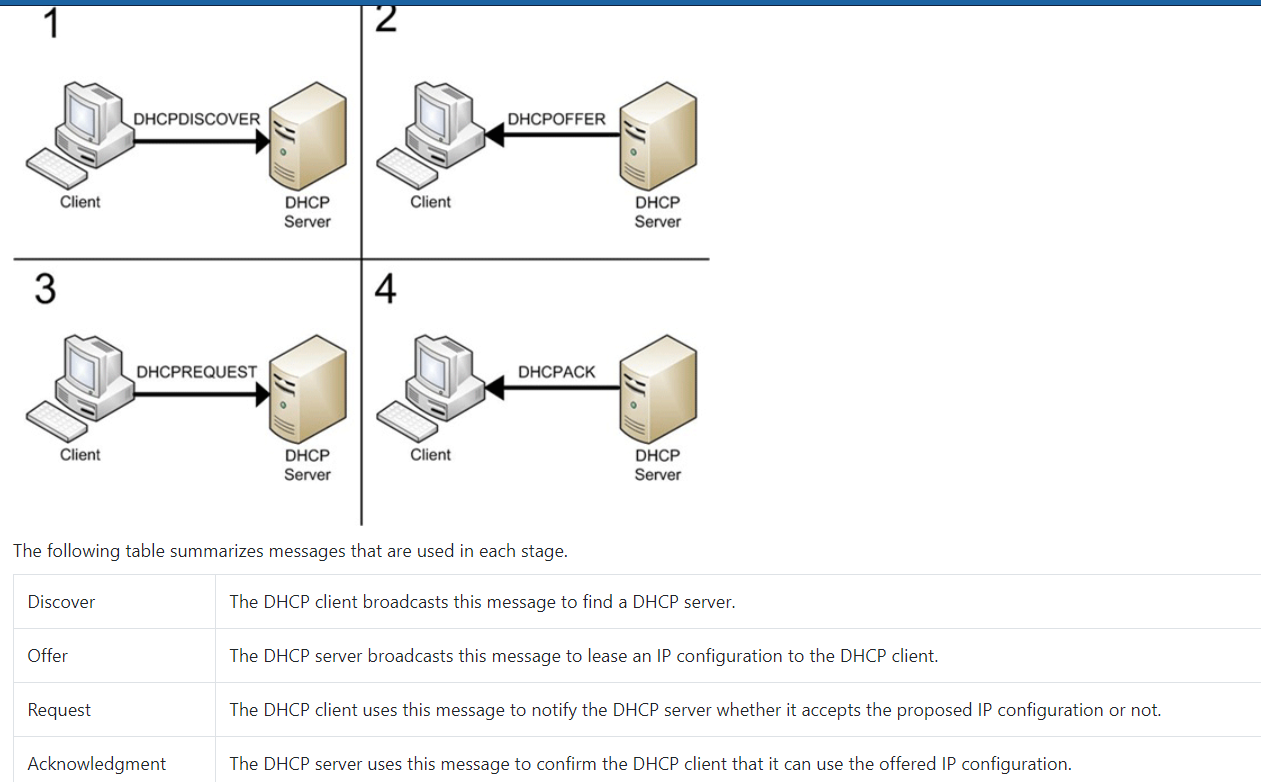 1
DHCPDISCOVER
Client
DHCP
Server
2
DHCPOFFER
Client
DHCP
Server
3
DHCPREQUEST
Client
DHCP
Server
4
DHCPACK
Client
DHCP
Server
The following table summarizes messages that are used in each stage.
Discover The DHCP client broadcasts this message to find a DHCP server.
Offer The DHCP server broadcasts this message to lease an IP configuration to the DHCP client.
Request The DHCP client uses this message to notify the DHCP server whether it accepts the proposed IP configuration or not.
Acknowledgment The DHCP server uses this message to confirm the DHCP client that it can use the offered IP configuration.